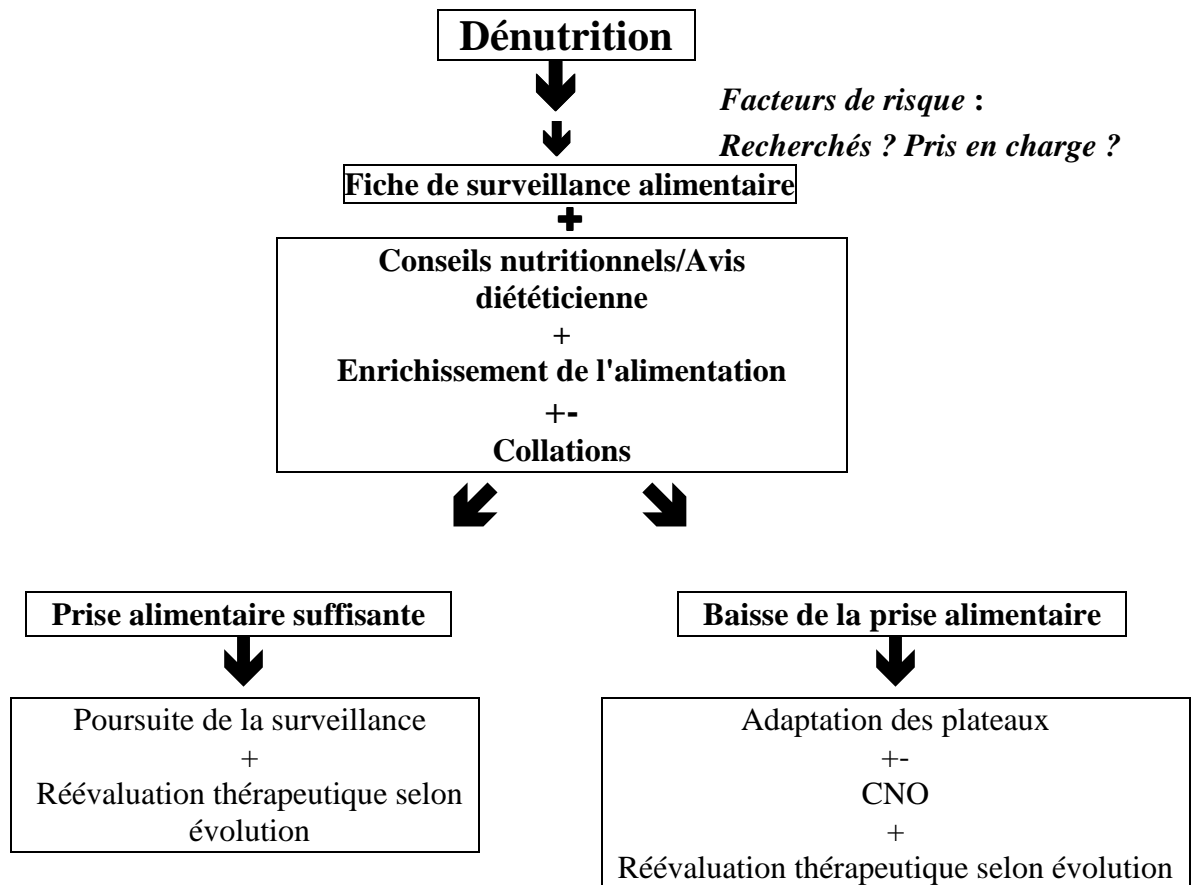 Dénutrition
Facteurs de risque :
Recherchés ? Pris en charge ?
Fiche de surveillance alimentaire
+
Conseils nutritionnels/Avis
diététicienne
+
Enrichissement de l'alimentation
+-
Collations
Prise alimentaire suffisante
Poursuite de la surveillance
+
Réévaluation thérapeutique selon
évolution
Baisse de la prise alimentaire
Adaptation des plateaux
+-
CNO
+
Réévaluation thérapeutique selon évolution